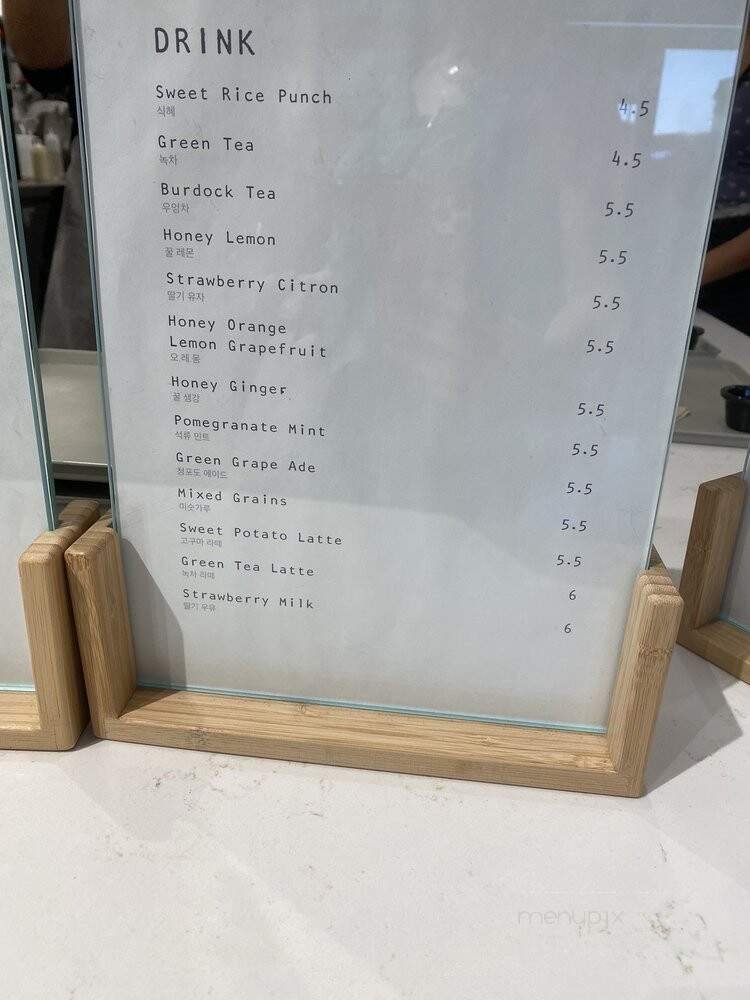 DRINK
Sweet Rice Punch 4.5
식혜
Green Tea 4.5
녹차
Burdock Tea 5.5
우엉차
Honey Lemon 5.5
꿀 레몬
Strawberry Citron 5.5
딸기 유자
Honey Orange
Lemon Grapefruit 5.5
오.레.몽
Honey Ginger 5.5
꿀 생강
Pomegranate Mint 5.5
석류 민트
Green Grape Ade 5.5
청포도 에이드
Mixed Grains 5.5
미숫가루
Sweet Potato Latte 5.5
고구마 라떼
Green Tea Latte 6
녹차 라떼
Strawberry Milk 6
딸기 우유
menupix